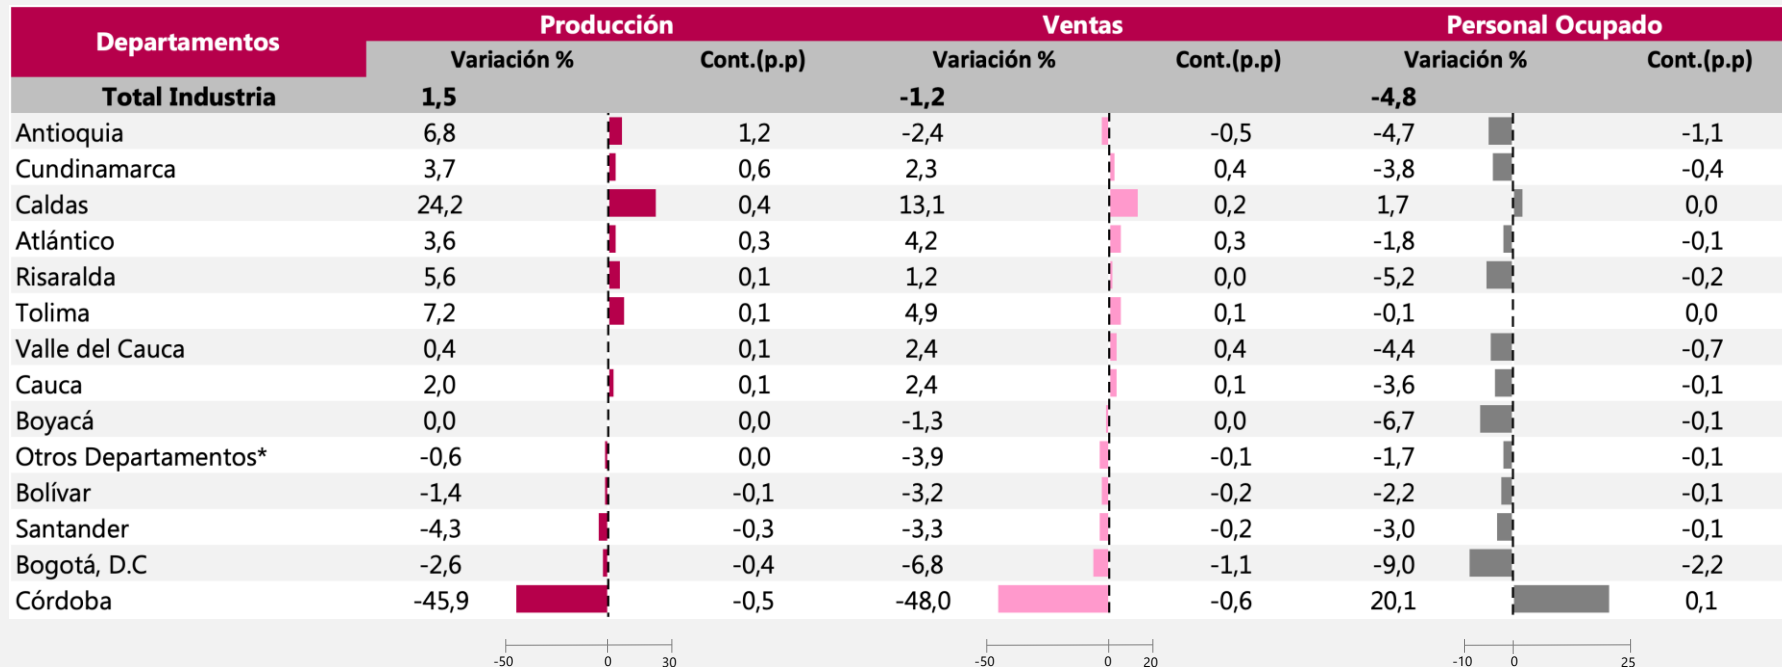 Departamentos Producción Ventas Personal Ocupado
Variación % Cont.(p.p) Variación % Cont.(p.p) Variación % Cont.(p.p)
Total Industria 1,5 -1,2 -4,8
Antioquia 6,8 1,2 -2,4 -0,5 -4,7 -1,1
Cundinamarca 3,7 0,6 2,3 0,4 -3,8 -0,4
Caldas 24,2 0,4 13,1 0,2 1,7 0,0
Atlántico 3,6 0,3 4,2 0,3 -1,8 -0,1
Risaralda 5,6 0,1 1,2 0,0 -5,2 -0,2
Tolima 7,2 0,1 4,9 0,1 -0,1 0,0
Valle del Cauca 0,4 0,1 2,4 0,4 -4,4 -0,7
Cauca 2,0 0,1 2,4 0,1 -3,6 -0,1
Boyacá 0,0 0,0 -1,3 0,0 -6,7 -0,1
Otros Departamentos* -0,6 0,0 -3,9 -0,1 -1,7 -0,1
Bolívar -1,4 -0,1 -3,2 -0,2 -2,2 -0,1
Santander -4,3 -0,3 -3,3 -0,2 -3,0 -0,1
Bogotá, D.C -2,6 -0,4 -6,8 -1,1 -9,0 -2,2
Córdoba -45,9 -0,5 -48,0 -0,6 20,1 0,1
-50 0 30 -50 0 20 -10 0 25